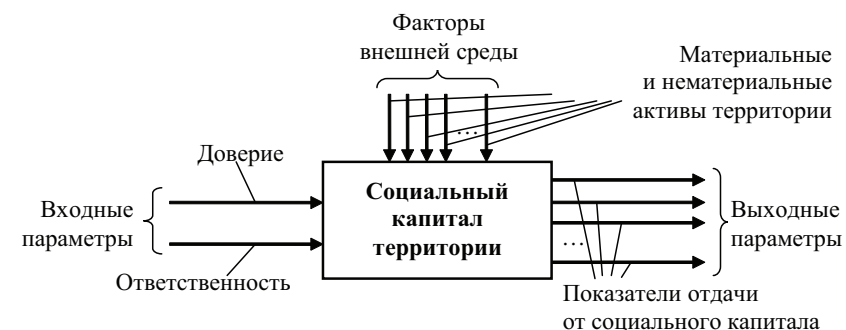 Факторы
внешней среды
Материальные
и нематериальные
активы территории
...
Доверие
Входные
параметры
Ответственность
Социальный
капитал
территории
...
Выходные
параметры
Показатели отдачи
от социального капитала